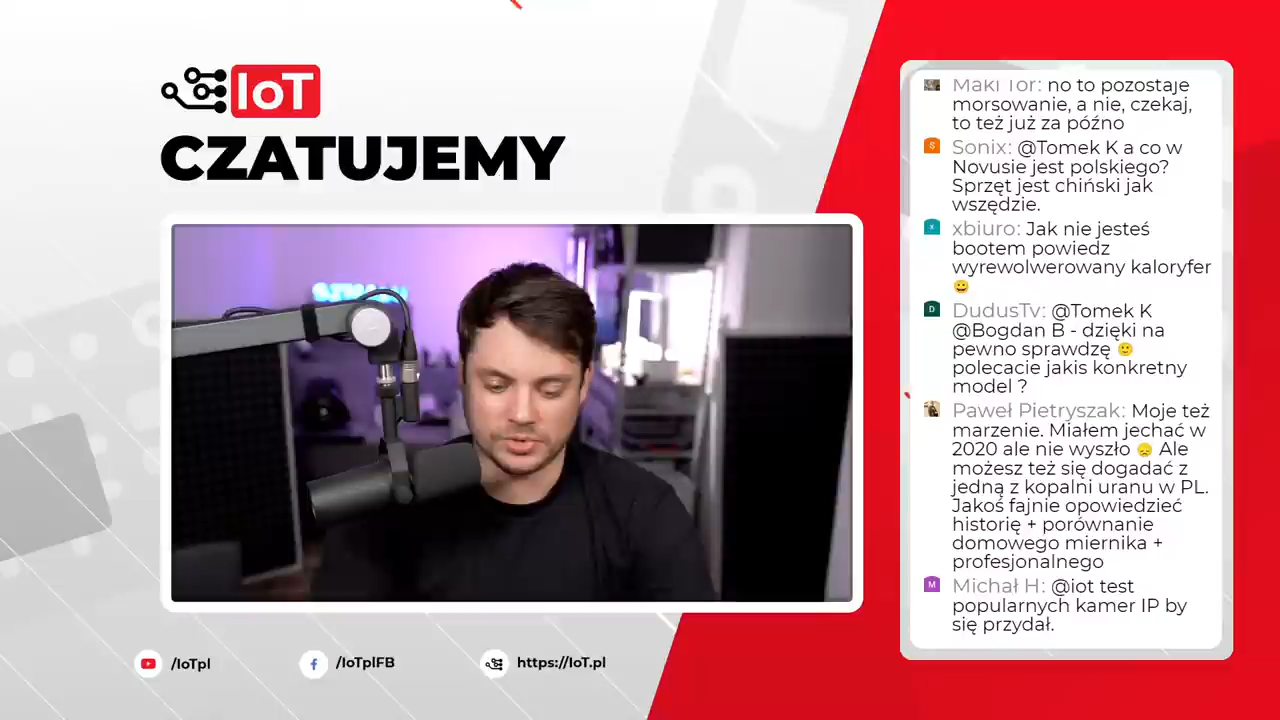 IoT
CZATUJEMY
Maki Tor: no to pozostaje
morsowanie, a nie, czekaj,
to też już za późno
S Sonix: @Tomek K a co w
Novusie jest polskiego?
Sprzęt jest chiński jak
wszędzie.
x xbiuro: Jak nie jesteś
bootem powiedz
wyrewolwerowany kaloryfer
😀
D DudusTv: @Tomek K
@Bogdan B - dzięki na
pewno sprawdzę 🙂
polecacie jakis konkretny
model ?
Paweł Pietryszak: Moje też
marzenie. Miałem jechać w
2020 ale nie wyszło 😞 Ale
możesz też się dogadać z
jedną z kopalni uranu w PL.
Jakoś fajnie opowiedzieć
historię + porównanie
domowego miernika +
profesjonalnego
M Michał H: @iot test
popularnych kamer IP by
się przydał.
/IoTpl
/IoTplFB
https://IoT.pl